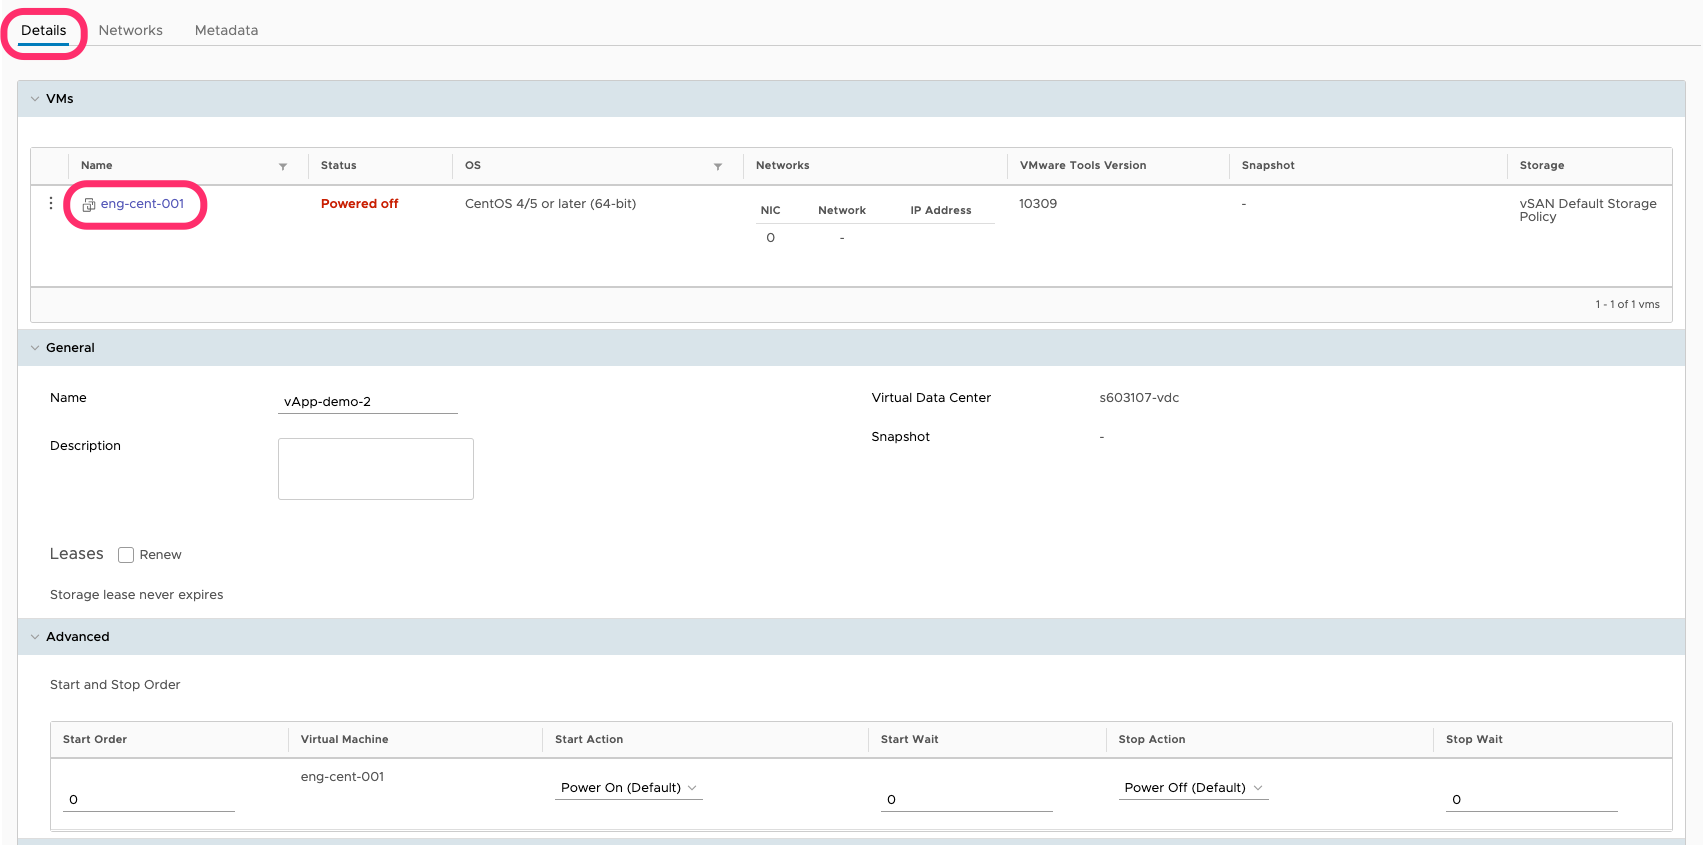 Details Networks Metadata
VMs
Name Status OS Networks VMware Tools Version Snapshot Storage
eng-cent-001 Powered off CentOS 4/5 or later (64-bit) NIC Network IP Address 10309 - vSAN Default Storage
Policy
0 -
1 - 1 of 1 vms
General
Name vApp-demo-2 Virtual Data Center s603107-vdc
Description Snapshot -
Leases Renew
Storage lease never expires
Advanced
Start and Stop Order
Start Order Virtual Machine Start Action Start Wait Stop Action Stop Wait
0 eng-cent-001 Power On (Default) 0 Power Off (Default) 0